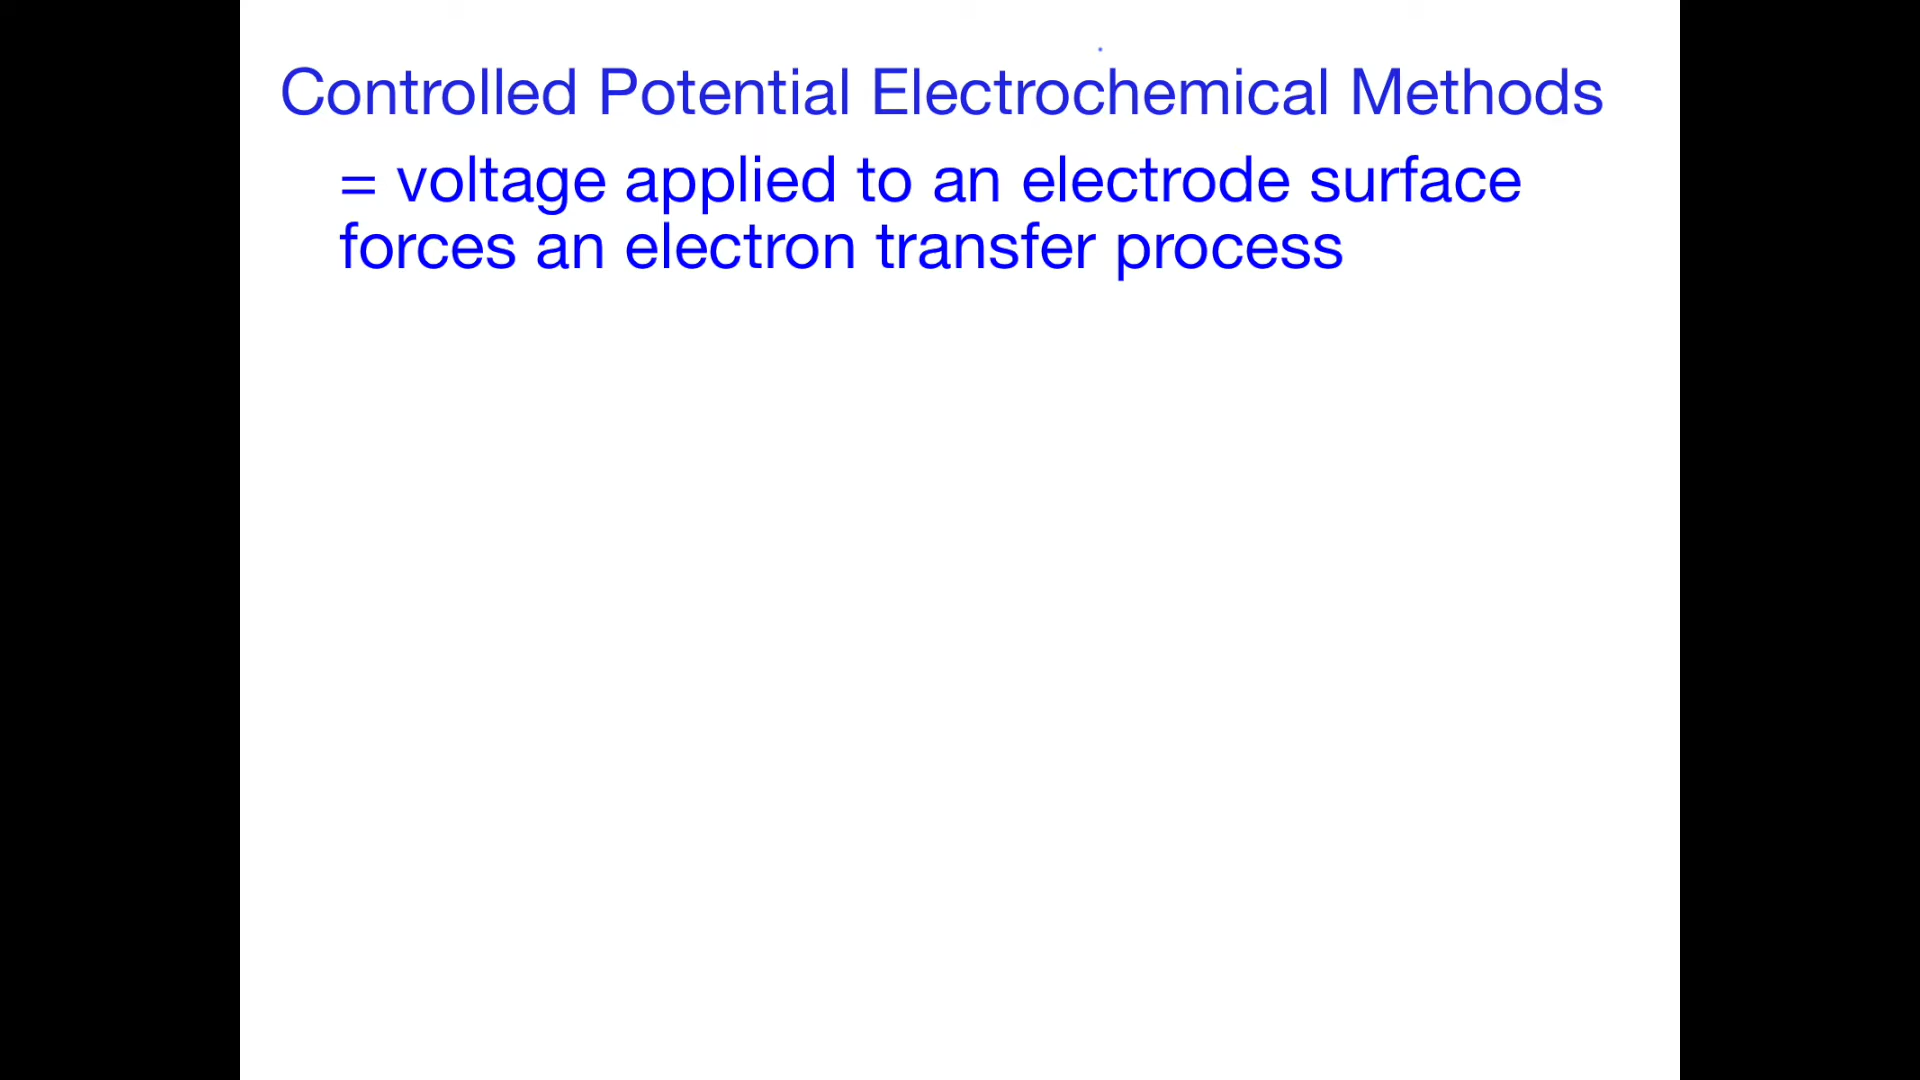 Controlled Potential Electrochemical Methods
= voltage applied to an electrode surface
forces an electron transfer process